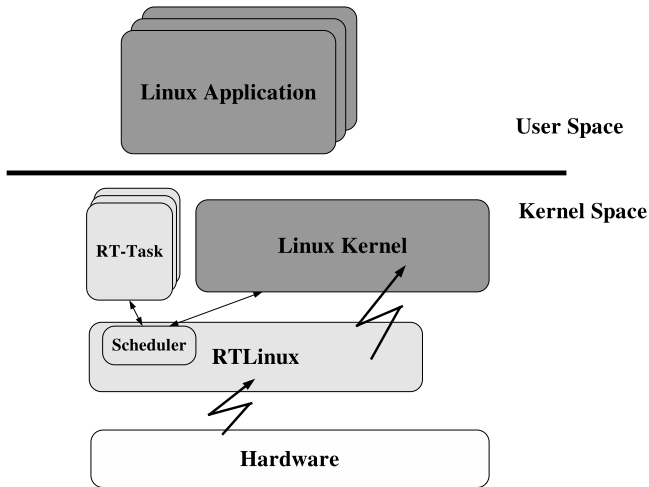 Linux Application
User Space
Kernel Space
RT-Task
Linux Kernel
Scheduler
RTLinux
Hardware